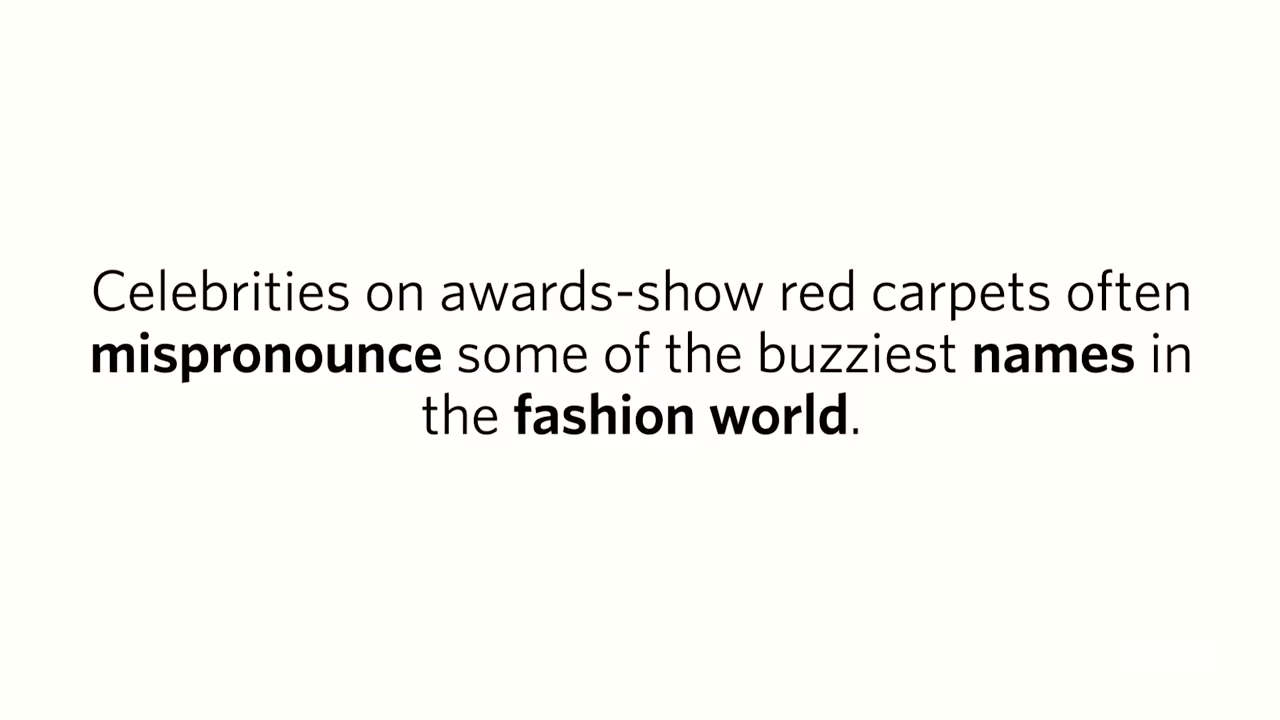 Celebrities on awards-show red carpets often
mispronounce some of the buzziest names in
the fashion world.